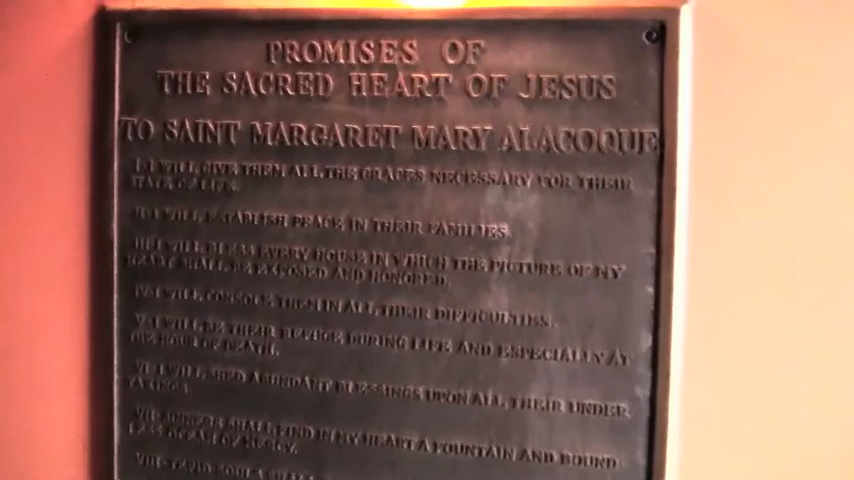 PROMISES OF
THE SACRED HEART OF JESUS
TO SAINT MARGARET MARY ALACOQUE
I-I WILL GIVE THEM ALL THE GRACES NECESSARY FOR THEIR
STATE OF LIFE.
II-I WILL ESTABLISH PEACE IN THEIR FAMILIES.
III-I WILL BLESS EVERY HOUSE IN WHICH THE PICTURE OF MY
HEART SHALL BE EXPOSED AND HONORED.
IV-I WILL CONSOLE THEM IN ALL THEIR DIFFICULTIES.
V-I WILL BE THEIR REFUGE DURING LIFE AND ESPECIALLY AT
THE HOUR OF DEATH.
VI-I WILL SHED ABUNDANT BLESSINGS UPON ALL THEIR UNDER-
TAKINGS.
VII-SINNERS SHALL FIND IN MY HEART A FOUNTAIN AND BOUND-
LESS OCEAN OF MERCY.
VIII-TEPID SOULS SHALL